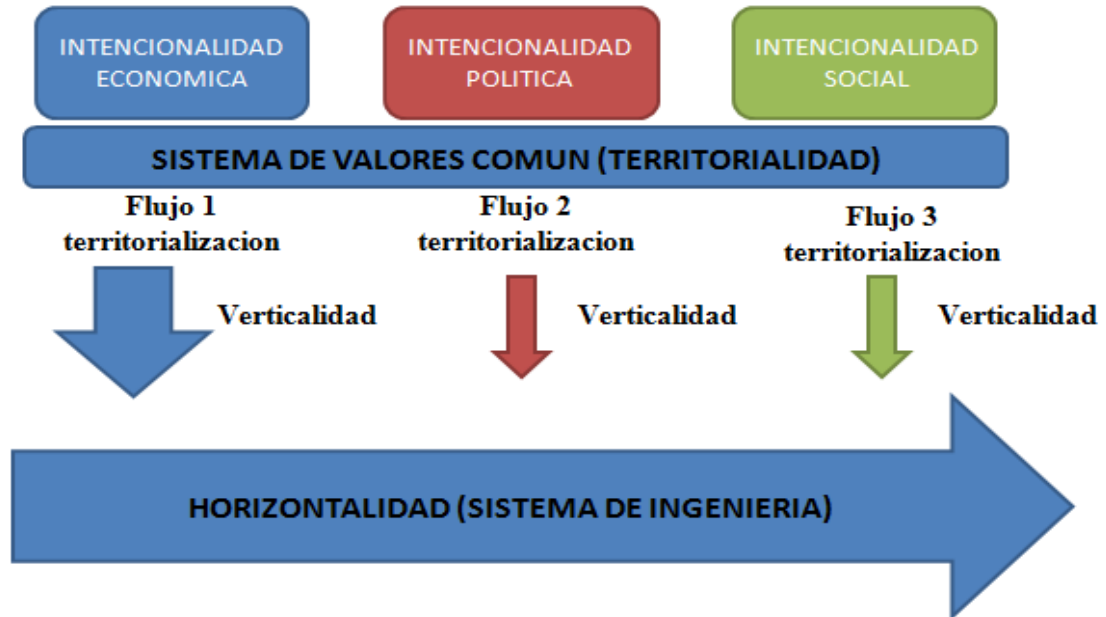 INTENCIONALIDAD
ECONOMICA
INTENCIONALIDAD
POLITICA
INTENCIONALIDAD
SOCIAL
SISTEMA DE VALORES COMUN (TERRITORIALIDAD)
Flujo 1
territorializacion
Flujo 2
territorializacion
Flujo 3
territorializacion
Verticalidad
Verticalidad
Verticalidad
HORIZONTALIDAD (SISTEMA DE INGENIERIA)